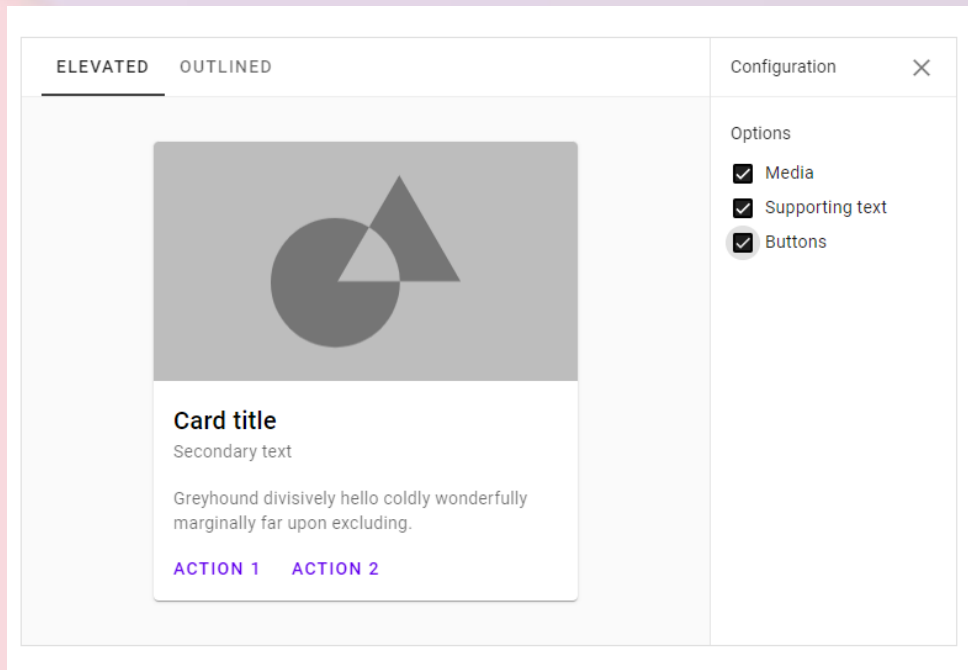 ELEVATED
OUTLINED
Configuration
Options
Media
Supporting text
Buttons
Card title
Secondary text
Greyhound divisively hello coldly wonderfully
marginally far upon excluding.
ACTION 1
ACTION 2